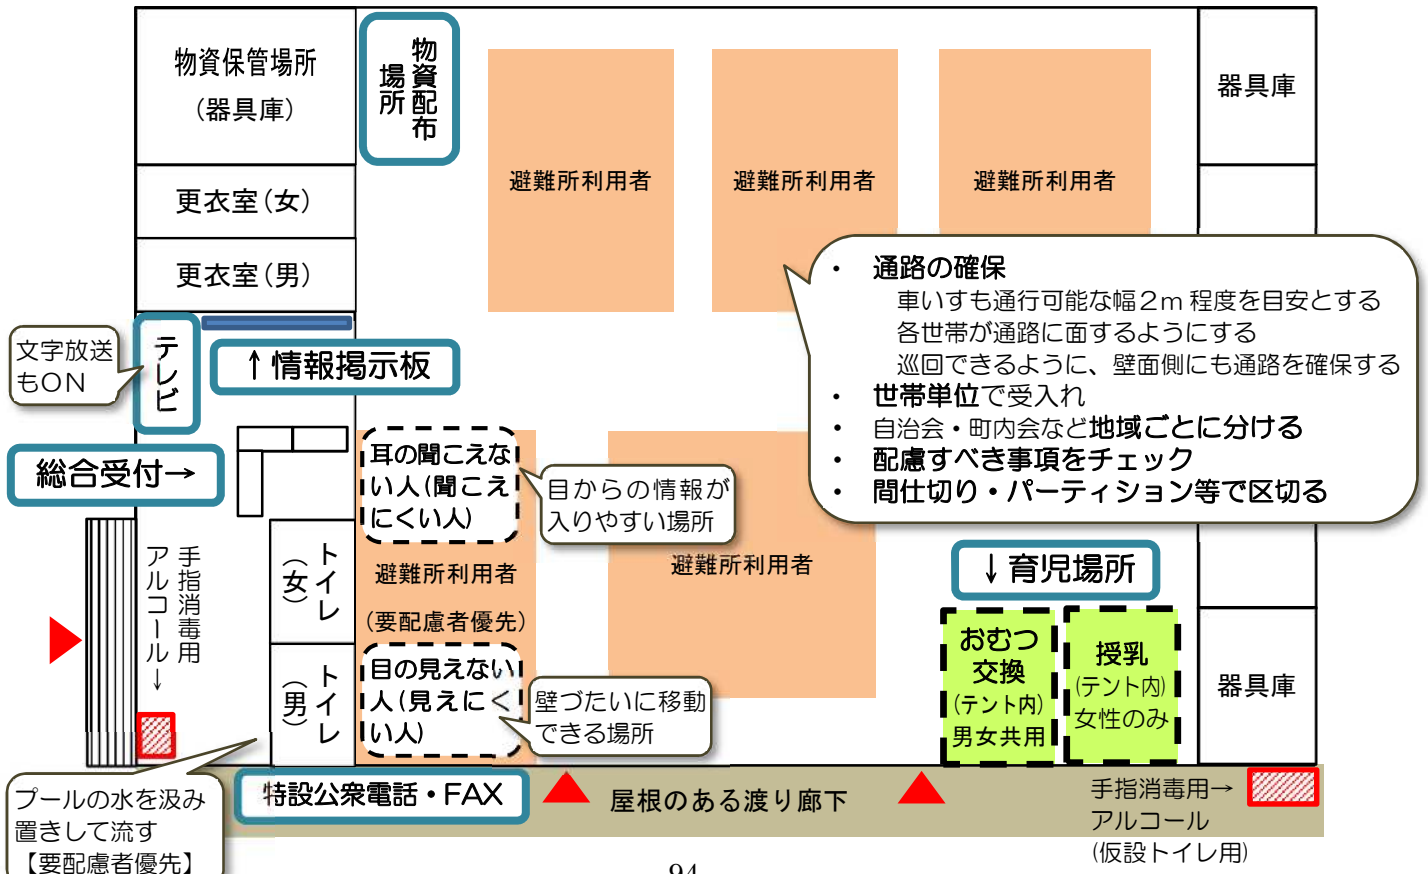 物資保管場所
(器具庫)
物資配布
場所
器具庫
避難所利用者
避難所利用者
避難所利用者
更衣室(女)
更衣室(男)
・ 通路の確保
車いすも通行可能な幅2m 程度を目安とする
各世帯が通路に面するようにする
巡回できるように、壁面側にも通路を確保する
・ 世帯単位で受入れ
・ 自治会・町内会など地域ごとに分ける
・ 配慮すべき事項をチェック
・ 間仕切り・パーティション等で区切る
文字放送
もON
テレビ
↑情報掲示板
総合受付→
耳の聞こえな
い人(聞こえ
にくい人)
目からの情報が
入りやすい場所
手指消毒用
アルコール→
トイレ
(女)
避難所利用者
(要配慮者優先)
避難所利用者
↓育児場所
トイレ
(男)
目の見えない
人(見えにく
い人)
壁づたいに移動
できる場所
おむつ
交換
(テント内)
男女共用
授乳
(テント内)
女性のみ
器具庫
プールの水を汲み
置きして流す
【要配慮者優先】
特設公衆電話・FAX
屋根のある渡り廊下
手指消毒用→
アルコール
(仮設トイレ用)
94